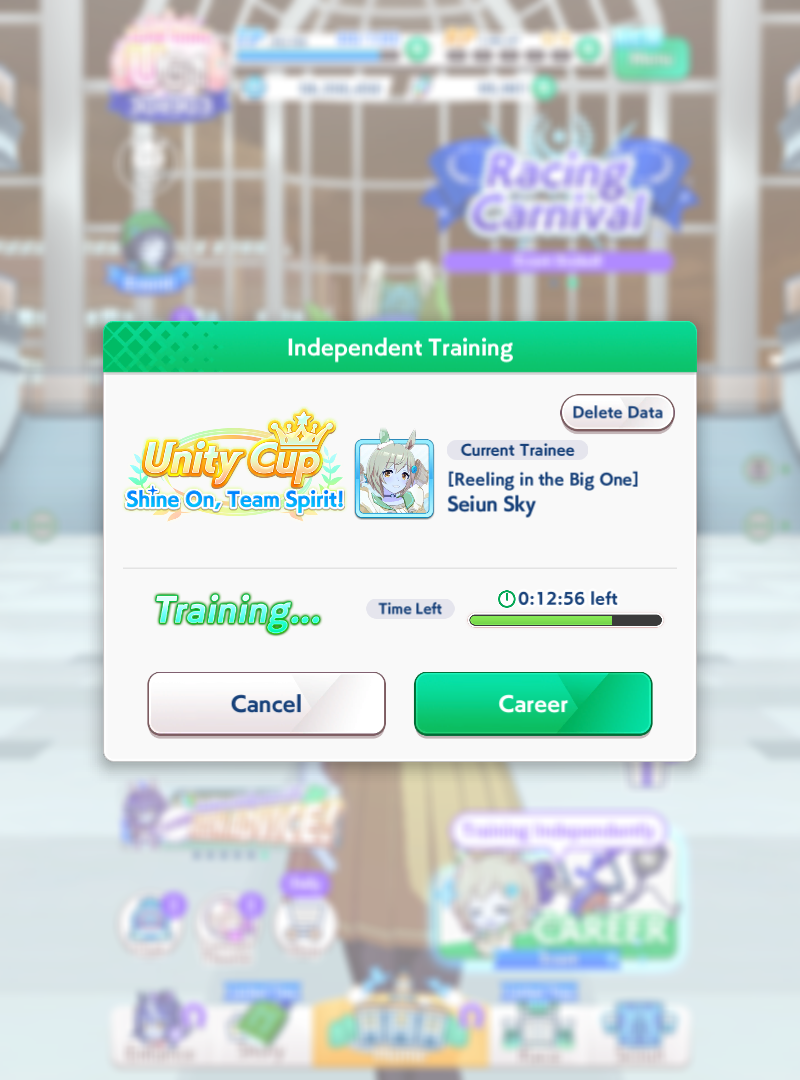 Menu
Racing
Carnival
Independent Training
Delete Data
Unity Cup
Shine On, Team Spirit!
Current Trainee
[Reeling in the Big One]
Seiun Sky
Training...
Time Left
0:12:56 left
Cancel
Career
Training Independently
CAREER